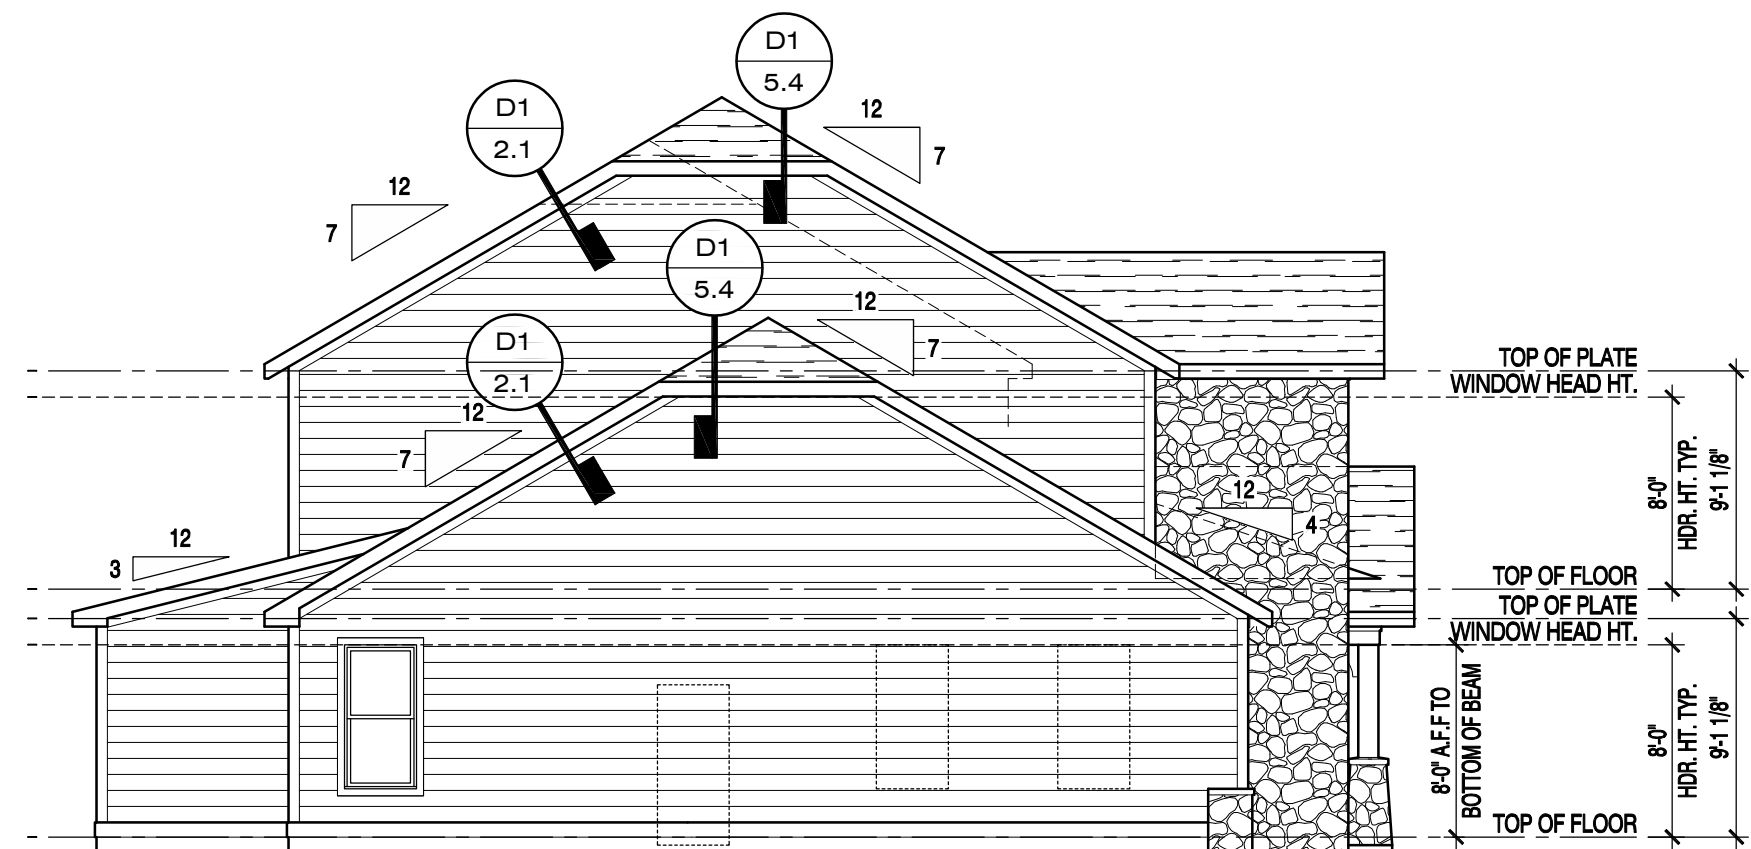 D1
5.4
D1
2.1
12
7
12
7
D1
5.4
12
7
D1
2.1
12
7
12
3
12
4
TOP OF PLATE
WINDOW HEAD HT.
8'-0"
HDR. HT. TYP.
9'-1 1/8"
TOP OF FLOOR
TOP OF PLATE
WINDOW HEAD HT.
8'-0" A.F.F TO
BOTTOM OF BEAM
8'-0"
HDR. HT. TYP.
9'-1 1/8"
TOP OF FLOOR